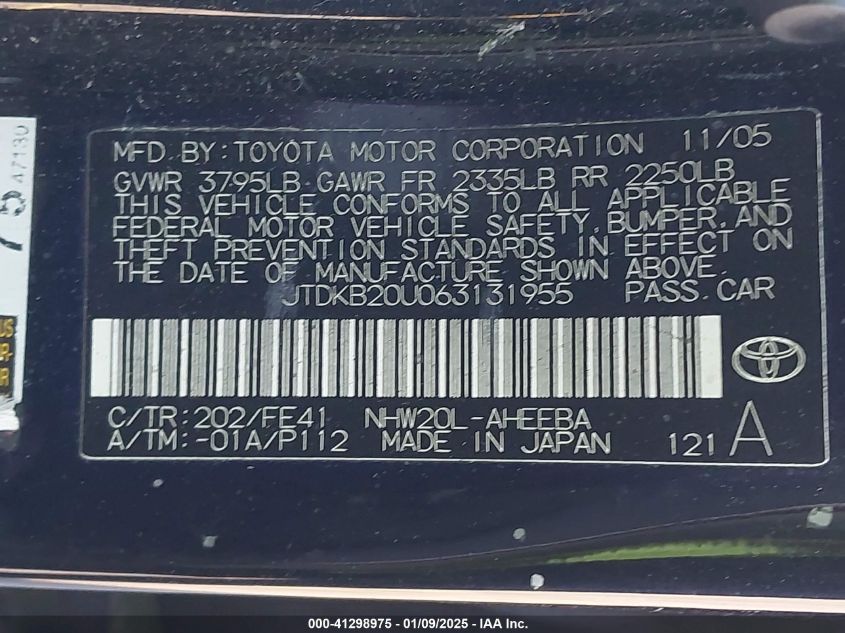 MFD. BY: TOYOTA MOTOR CORPORATION 11/05
GVWR 3795LB GAWR FR 2335LB RR 2250LB
THIS VEHICLE CONFORMS TO ALL APPLICABLE
FEDERAL MOTOR VEHICLE SAFETY, BUMPER, AND
THEFT PREVENTION STANDARDS IN EFFECT ON
THE DATE OF MANUFACTURE SHOWN ABOVE.
JTDKB20U063131955 PASS. CAR
C/TR: 202/FE41 NHW20L-AHEEBA
A/TM: -01A/P112 MADE IN JAPAN 121 A
47130
US
R
000-41298975 - 01/09/2025 - IAA Inc.